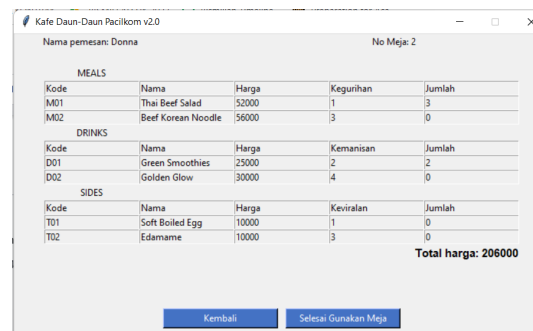 Kafe Daun-Daun Pacilkom v2.0
Nama pemesan: Donna No Meja: 2
MEALS
Kode Nama Harga Kegurihan Jumlah
M01 Thai Beef Salad 52000 1 3
M02 Beef Korean Noodle 56000 3 0
DRINKS
Kode Nama Harga Kemanisan Jumlah
D01 Green Smoothies 25000 2 2
D02 Golden Glow 30000 4 0
SIDES
Kode Nama Harga Keviralan Jumlah
T01 Soft Boiled Egg 10000 1 0
T02 Edamame 10000 3 0
Total harga: 206000
Kembali Selesai Gunakan Meja